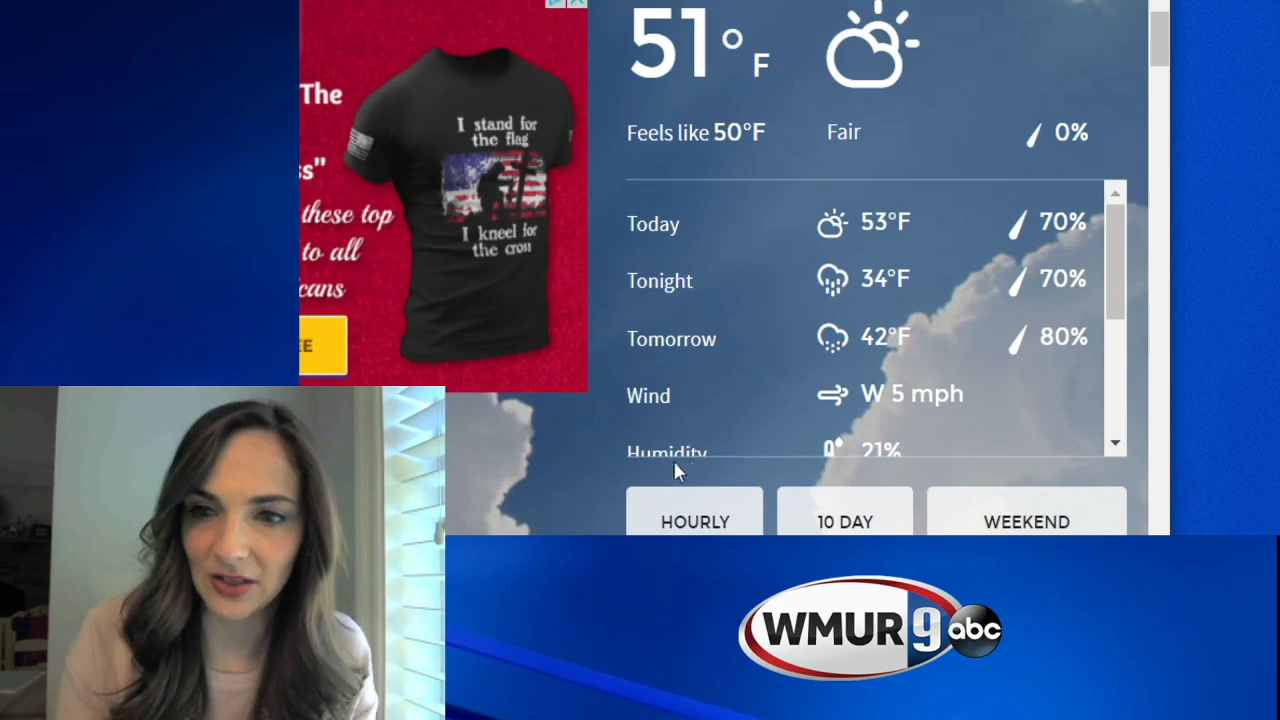 The
ss"
these top
to all
cans
EE
I stand for
the flag
I kneel for
the cross
51° F
Feels like 50°F
Fair
0%
Today 53°F 70%
Tonight 34°F 70%
Tomorrow 42°F 80%
Wind W 5 mph
Humidity 21%
HOURLY
10 DAY
WEEKEND
WMUR 9 abc